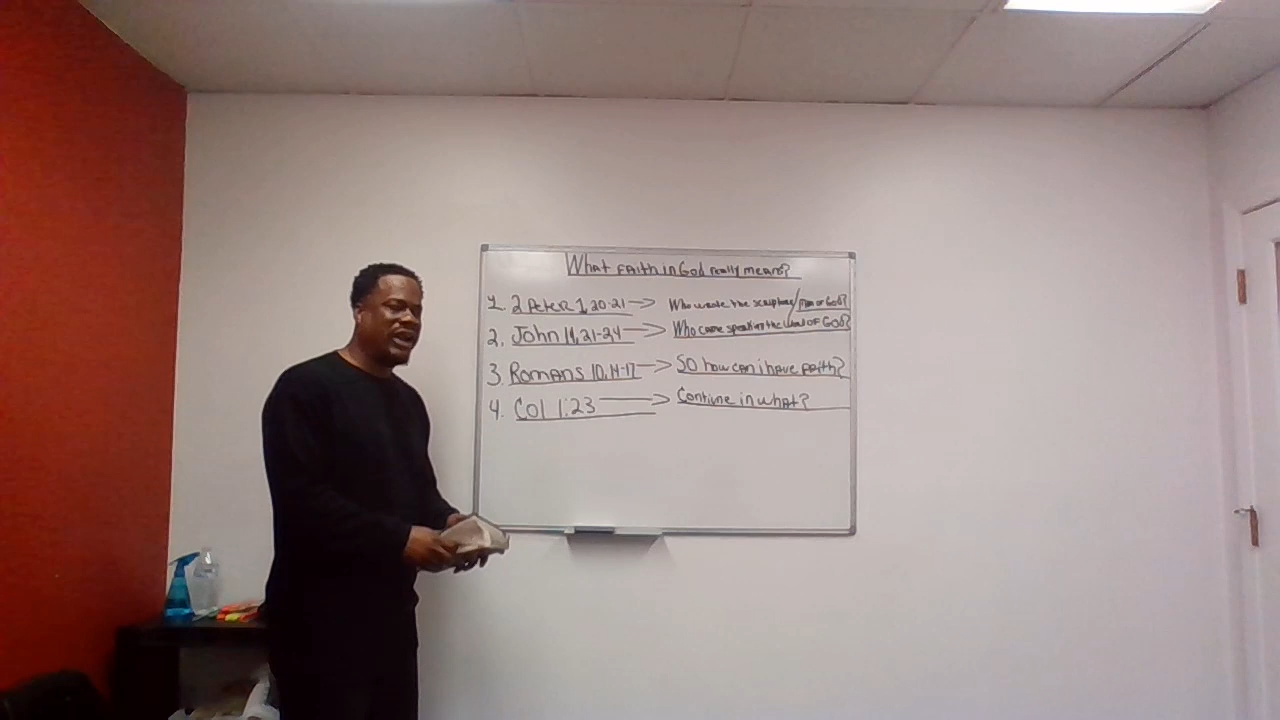 What Faith in God really means?
1. 2 Peter 1,20-21 → Who wrote the scripture/man of God?
2. John 14,21-24 → Who came speaking the word of God?
3. Romans 10,14-17 → So how can i have faith?
4. Col 1:23 → Continue in what?